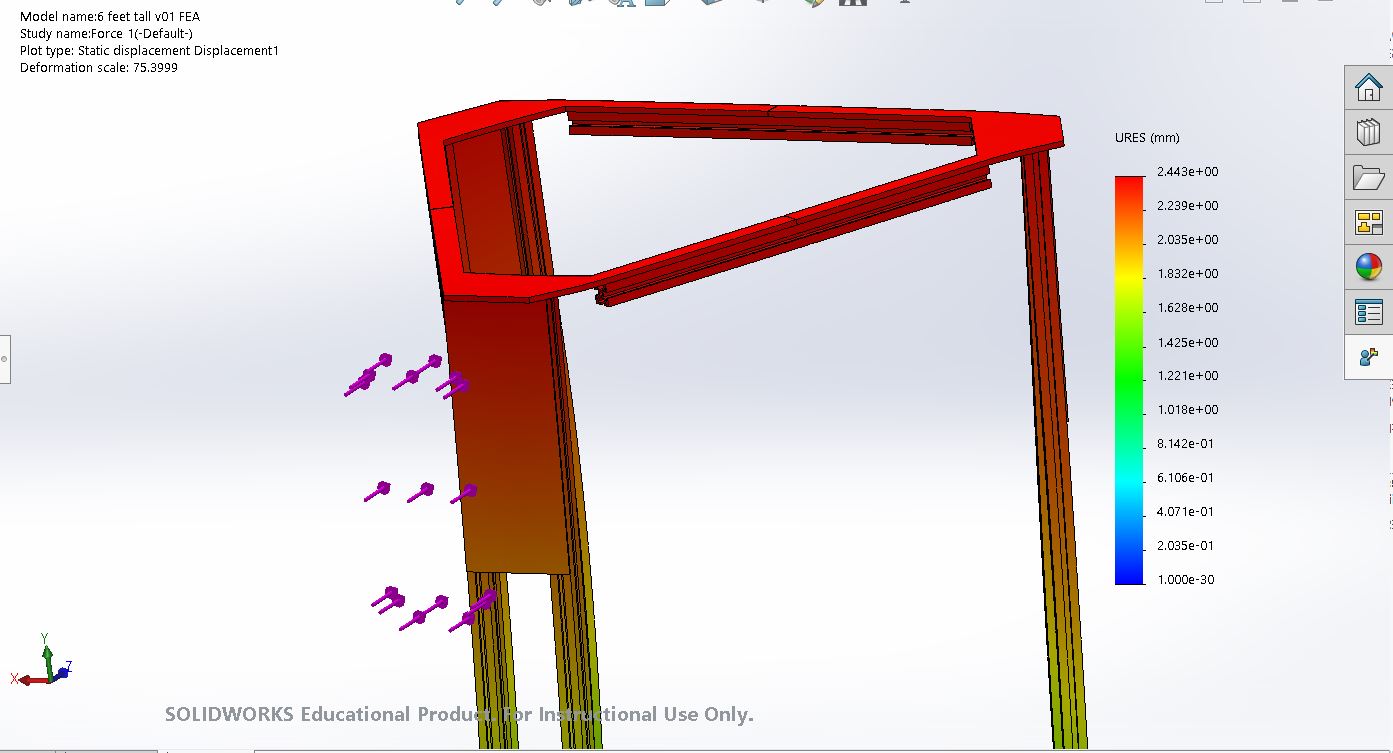 Model name:6 feet tall v01 FEA
Study name:Force 1(-Default-)
Plot type: Static displacement Displacement1
Deformation scale: 75.3999
URES (mm)
2.443e+00
2.239e+00
2.035e+00
1.832e+00
1.628e+00
1.425e+00
1.221e+00
1.018e+00
8.142e-01
6.106e-01
4.071e-01
2.035e-01
1.000e-30
Y
Z
X
SOLIDWORKS Educational Product. For Instructional Use Only.